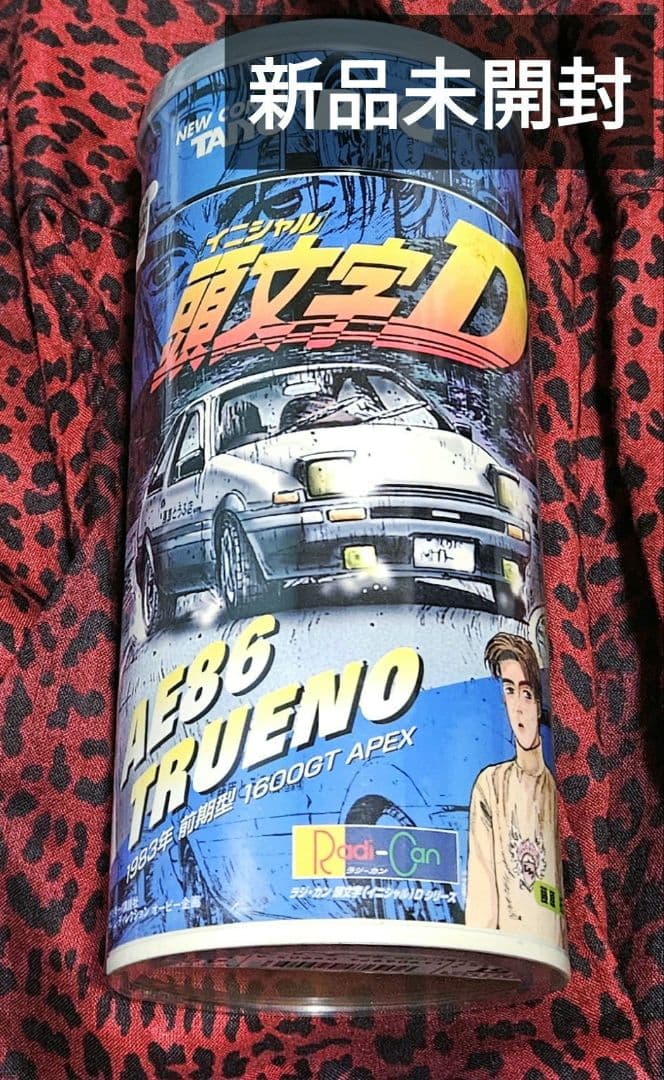 新品未開封
NEW
イニシャル
頭文字D
AE86
TRUENO
1983年 前期型 1600GT APEX
Radi-Can
ラジ・カン
ラジ・カン 頭文字(イニシャル)Dシリーズ